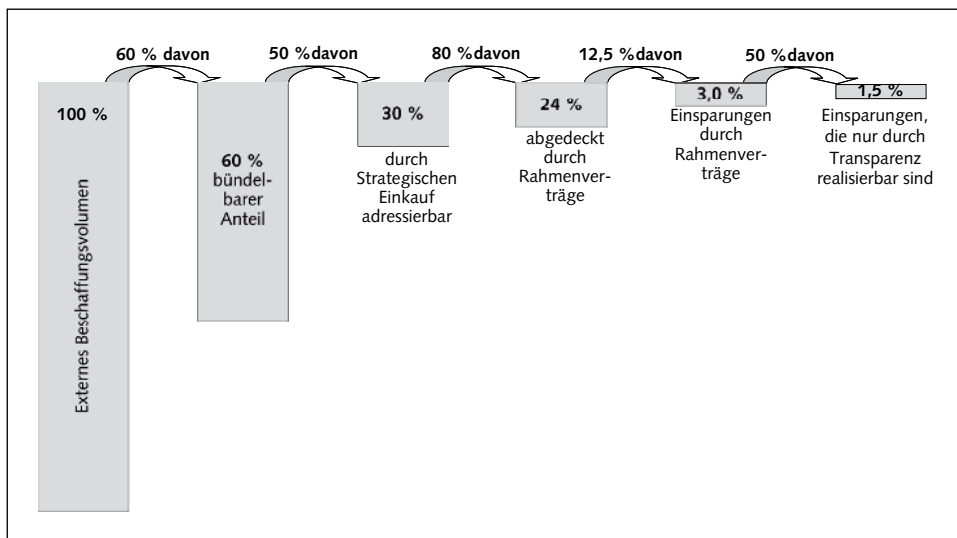 60 % davon
50 %davon
80 %davon
12,5 %davon
50 %davon
100 %
Externes Beschaffungsvolumen
60 %
bündel-
barer
Anteil
30 %
durch
Strategischen
Einkauf
adressierbar
24 %
abgedeckt
durch
Rahmenver-
träge
3,0 %
Einsparungen
durch
Rahmenver-
träge
1,5 %
Einsparungen,
die nur durch
Transparenz
realisierbar sind